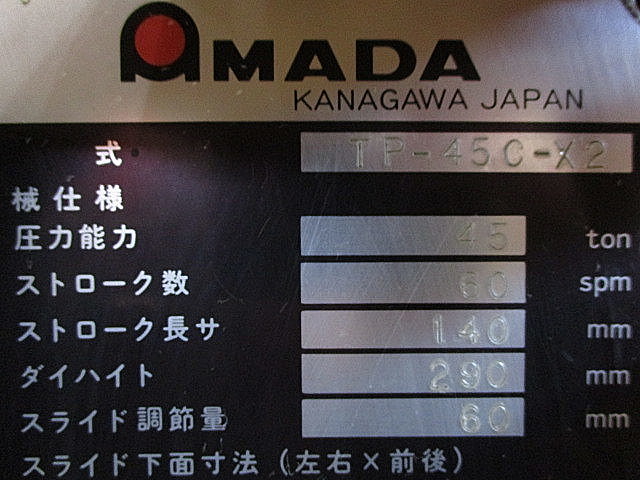 AMADA
KANAGAWA JAPAN
式 TP-45C-X2
械仕様
圧力能力 45 ton
ストローク数 60 spm
ストローク長サ 140 mm
ダイハイト 290 mm
スライド調節量 60 mm
スライド下面寸法(左右×前後)